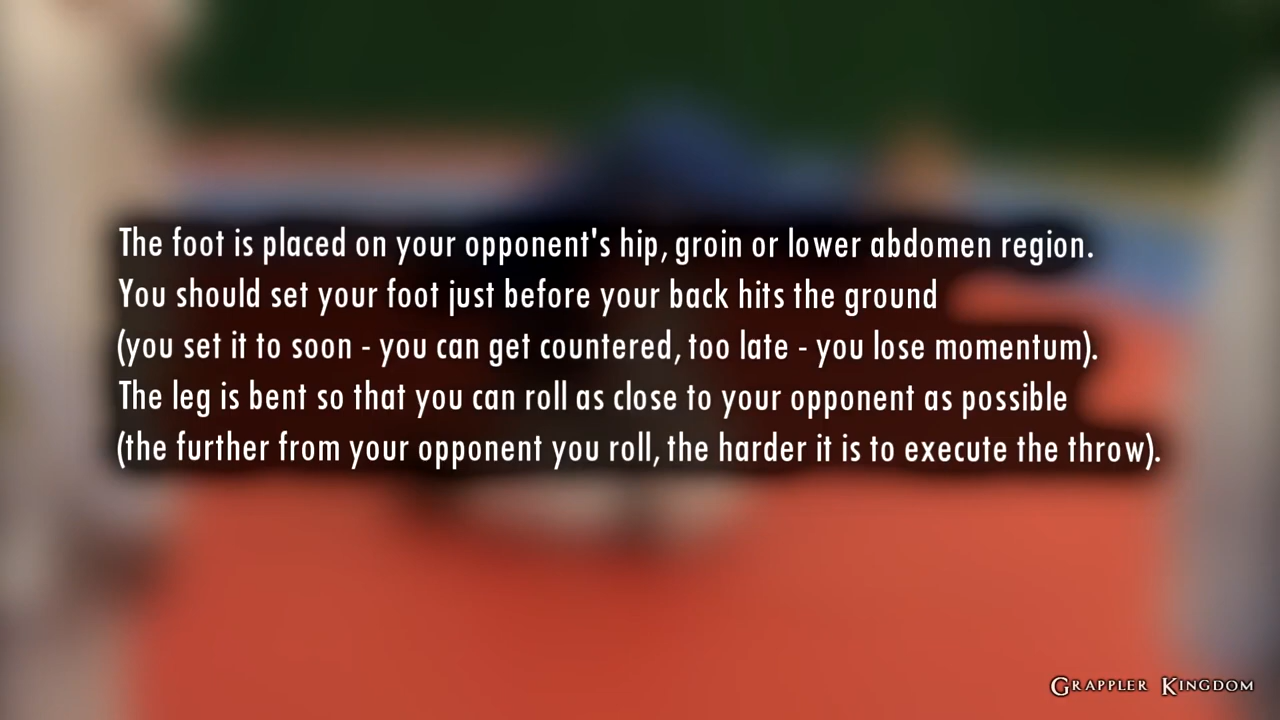 The foot is placed on your opponent's hip, groin or lower abdomen region.
You should set your foot just before your back hits the ground
(you set it to soon - you can get countered, too late - you lose momentum).
The leg is bent so that you can roll as close to your opponent as possible
(the further from your opponent you roll, the harder it is to execute the throw).
Grappler Kingdom